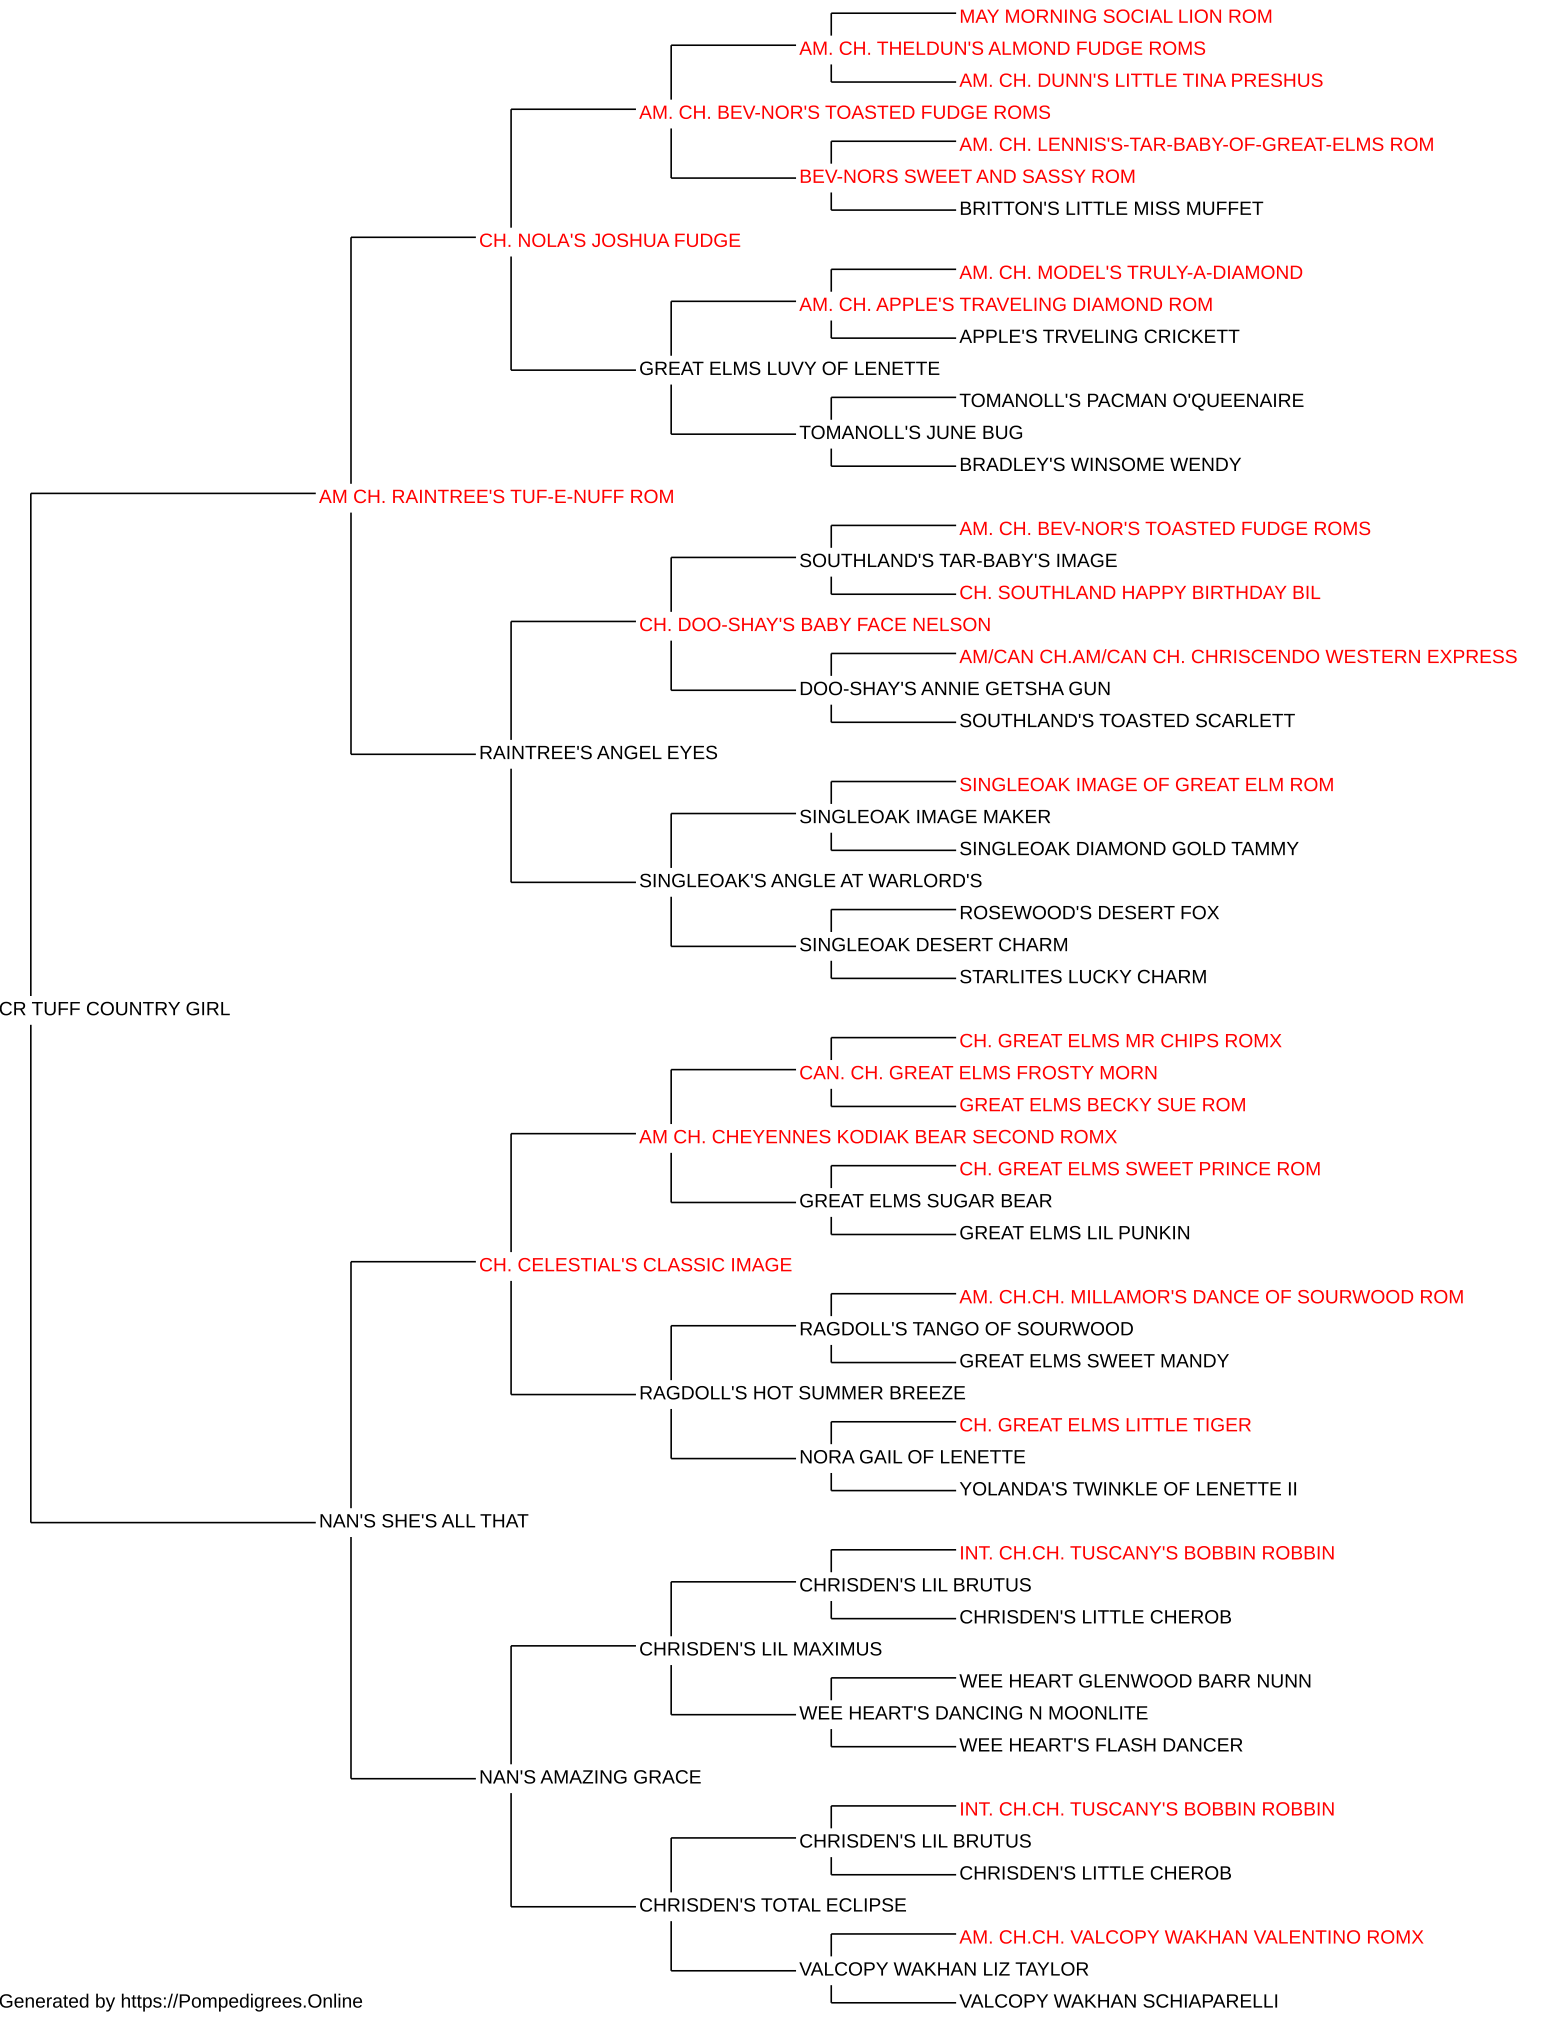 MAY MORNING SOCIAL LION ROM
AM. CH. THELDUN'S ALMOND FUDGE ROMS
AM. CH. DUNN'S LITTLE TINA PRESHUS
AM. CH. BEV-NOR'S TOASTED FUDGE ROMS
AM. CH. LENNIS'S-TAR-BABY-OF-GREAT-ELMS ROM
BEV-NORS SWEET AND SASSY ROM
BRITTON'S LITTLE MISS MUFFET
CH. NOLA'S JOSHUA FUDGE
AM. CH. MODEL'S TRULY-A-DIAMOND
AM. CH. APPLE'S TRAVELING DIAMOND ROM
APPLE'S TRVELING CRICKETT
GREAT ELMS LUVY OF LENETTE
TOMANOLL'S PACMAN O'QUEENAIRE
TOMANOLL'S JUNE BUG
BRADLEY'S WINSOME WENDY
AM CH. RAINTREE'S TUF-E-NUFF ROM
AM. CH. BEV-NOR'S TOASTED FUDGE ROMS
SOUTHLAND'S TAR-BABY'S IMAGE
CH. SOUTHLAND HAPPY BIRTHDAY BIL
CH. DOO-SHAY'S BABY FACE NELSON
AM/CAN CH.AM/CAN CH. CHRISCENDO WESTERN EXPRESS
DOO-SHAY'S ANNIE GETSHA GUN
SOUTHLAND'S TOASTED SCARLETT
RAINTREE'S ANGEL EYES
SINGLEOAK IMAGE OF GREAT ELM ROM
SINGLEOAK IMAGE MAKER
SINGLEOAK DIAMOND GOLD TAMMY
SINGLEOAK'S ANGLE AT WARLORD'S
ROSEWOOD'S DESERT FOX
SINGLEOAK DESERT CHARM
STARLITES LUCKY CHARM
CR TUFF COUNTRY GIRL
CH. GREAT ELMS MR CHIPS ROMX
CAN. CH. GREAT ELMS FROSTY MORN
GREAT ELMS BECKY SUE ROM
AM CH. CHEYENNES KODIAK BEAR SECOND ROMX
CH. GREAT ELMS SWEET PRINCE ROM
GREAT ELMS SUGAR BEAR
GREAT ELMS LIL PUNKIN
CH. CELESTIAL'S CLASSIC IMAGE
AM. CH.CH. MILLAMOR'S DANCE OF SOURWOOD ROM
RAGDOLL'S TANGO OF SOURWOOD
GREAT ELMS SWEET MANDY
RAGDOLL'S HOT SUMMER BREEZE
CH. GREAT ELMS LITTLE TIGER
NORA GAIL OF LENETTE
YOLANDA'S TWINKLE OF LENETTE II
NAN'S SHE'S ALL THAT
INT. CH.CH. TUSCANY'S BOBBIN ROBBIN
CHRISDEN'S LIL BRUTUS
CHRISDEN'S LITTLE CHEROB
CHRISDEN'S LIL MAXIMUS
WEE HEART GLENWOOD BARR NUNN
WEE HEART'S DANCING N MOONLITE
WEE HEART'S FLASH DANCER
NAN'S AMAZING GRACE
INT. CH.CH. TUSCANY'S BOBBIN ROBBIN
CHRISDEN'S LIL BRUTUS
CHRISDEN'S LITTLE CHEROB
CHRISDEN'S TOTAL ECLIPSE
AM. CH.CH. VALCOPY WAKHAN VALENTINO ROMX
VALCOPY WAKHAN LIZ TAYLOR
VALCOPY WAKHAN SCHIAPARELLI
Generated by https://Pompedigrees.Online